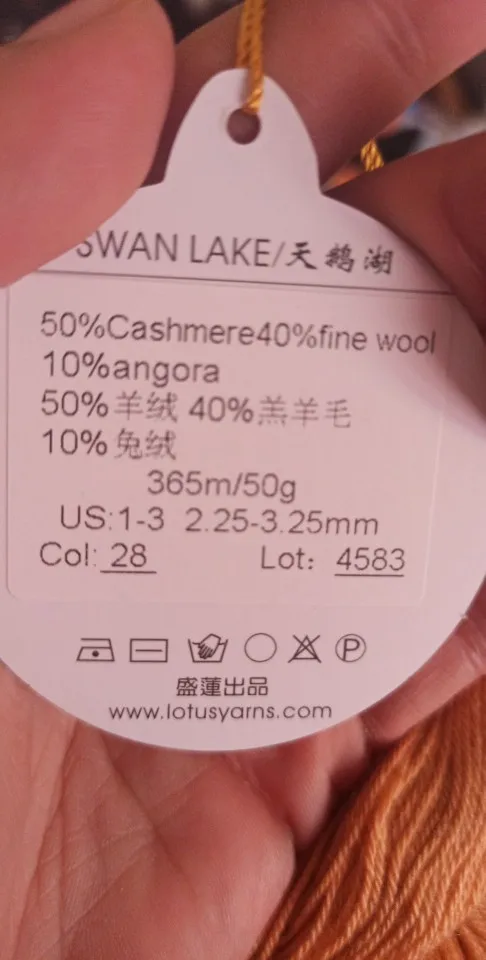 SWAN LAKE/天鹅湖
50%Cashmere40%fine wool
10%angora
50%羊绒 40%羔羊毛
10%兔绒
365m/50g
US:1-3 2.25-3.25mm
Col: 28 Lot: 4583
P
盛蓮出品
www.lotusyarns.com